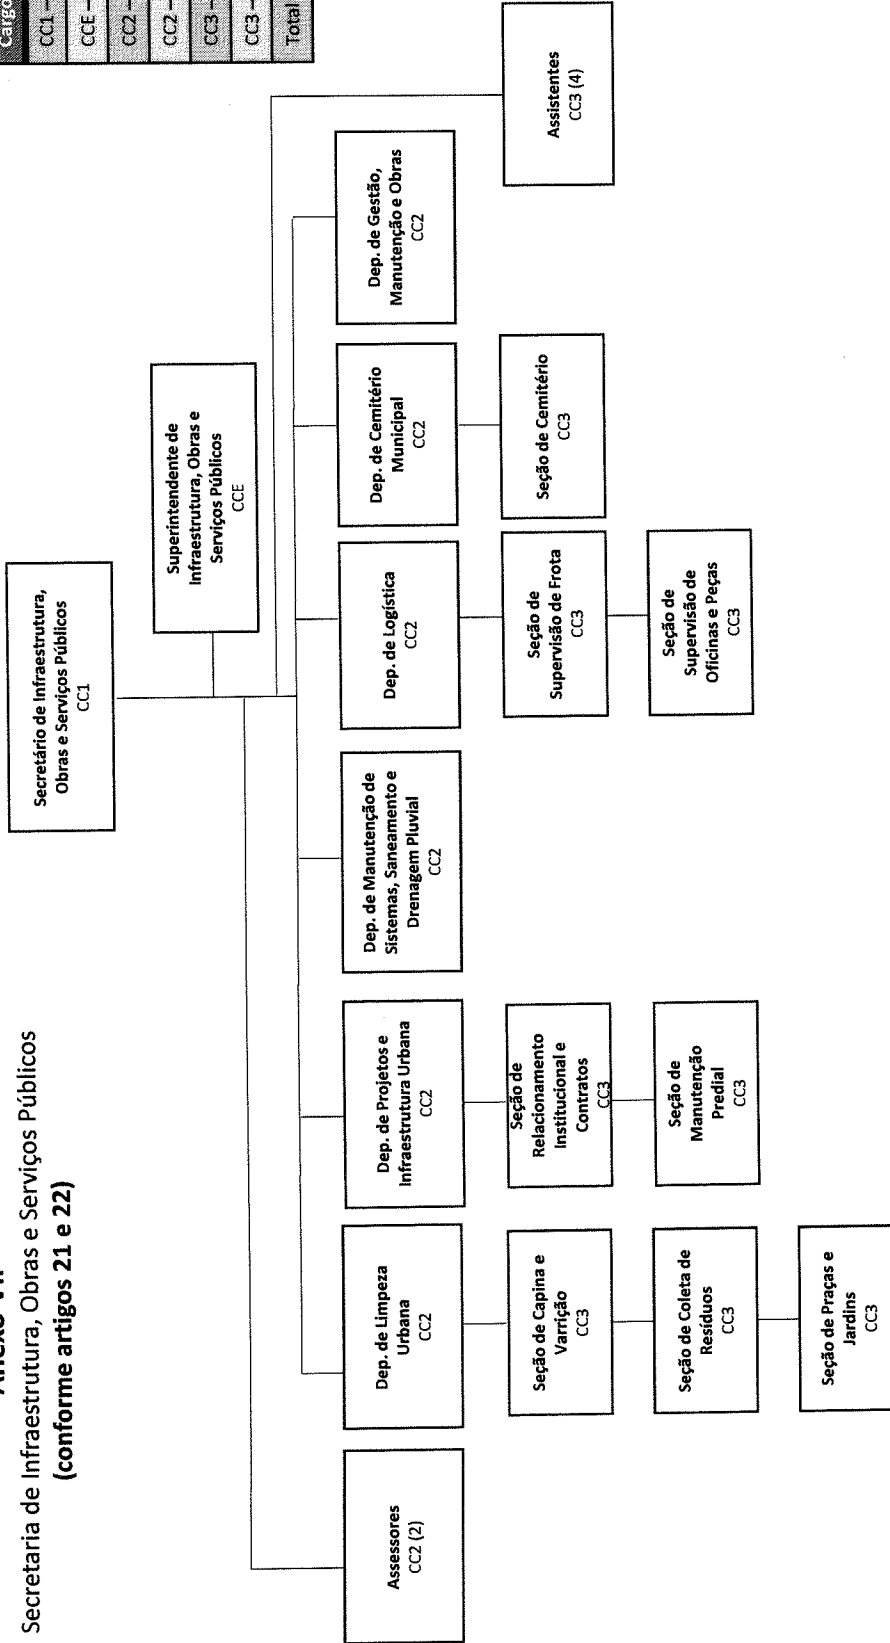 Secretaria de Infraestrutura, Obras e Serviços Públicos
(conforme artigos 21 e 22)
Cargo
CC1 –
CCE –
CC2 –
CC2 –
CC3 –
CC3 –
Total
Secretário de Infraestrutura,
Obras e Serviços Públicos
CC1
Superintendente de
Infraestrutura, Obras e
Serviços Públicos
CCE
Assessores
CC2 (2)
Dep. de Limpeza
Urbana
CC2
Dep. de Projetos e
Infraestrutura Urbana
CC2
Dep. de Manutenção de
Sistemas, Saneamento e
Drenagem Pluvial
CC2
Dep. de Logística
CC2
Dep. de Cemitério
Municipal
CC2
Dep. de Gestão,
Manutenção e Obras
CC2
Assistentes
CC3 (4)
Seção de Capina e
Varrição
CC3
Seção de
Relacionamento
Institucional e
Contratos
CC3
Seção de
Supervisão de Frota
CC3
Seção de Cemitério
CC3
Seção de Coleta de
Resíduos
CC3
Seção de
Manutenção
Predial
CC3
Seção de
Supervisão de
Oficinas e Peças
CC3
Seção de Praças e
Jardins
CC3